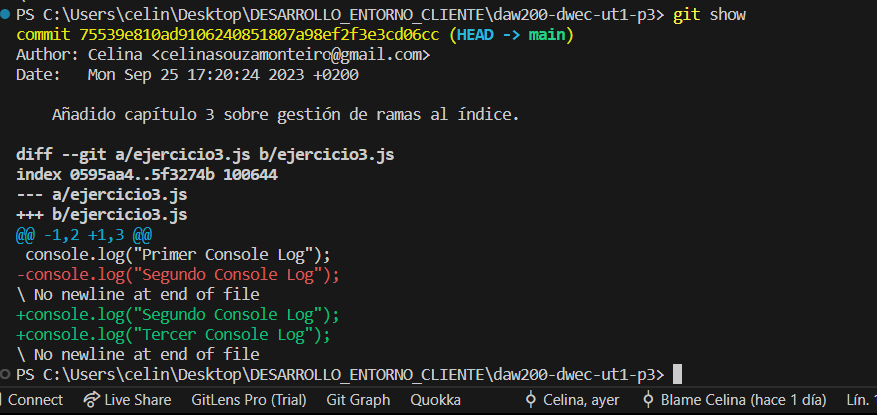 PS C:\Users\celin\Desktop\DESARROLLO_ENTORNO_CLIENTE\daw200-dwec-ut1-p3> git show
commit 75539e810ad9106240851807a98ef2f3e3cd06cc (HEAD -> main)
Author: Celina <celinasouzamonteiro@gmail.com>
Date:   Mon Sep 25 17:20:24 2023 +0200

    Añadido capítulo 3 sobre gestión de ramas al índice.

diff --git a/ejercicio3.js b/ejercicio3.js
index 0595aa4..5f3274b 100644
--- a/ejercicio3.js
+++ b/ejercicio3.js
@@ -1,2 +1,3 @@
 console.log("Primer Console Log");
-console.log("Segundo Console Log");
\ No newline at end of file
+console.log("Segundo Console Log");
+console.log("Tercer Console Log");
\ No newline at end of file
PS C:\Users\celin\Desktop\DESARROLLO_ENTORNO_CLIENTE\daw200-dwec-ut1-p3>
Connect Live Share GitLens Pro (Trial) Git Graph Quokka Celina, ayer Blame Celina (hace 1 día) Lín. 1